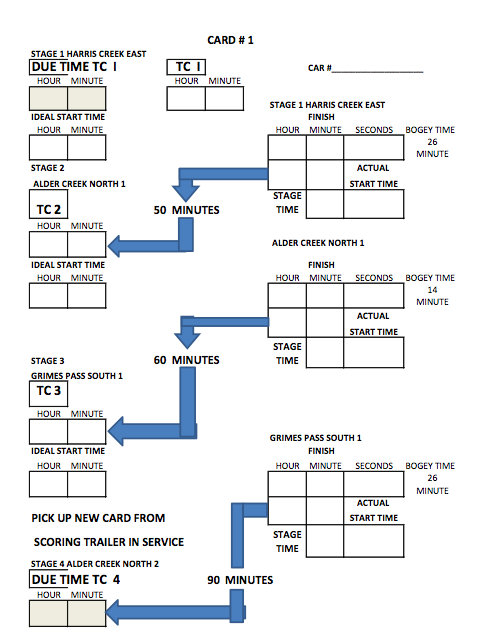 CARD # 1
STAGE 1 HARRIS CREEK EAST
DUE TIME TC 1
TC 1
CAR #___________________
HOUR MINUTE
HOUR MINUTE
STAGE 1 HARRIS CREEK EAST
IDEAL START TIME
FINISH
HOUR MINUTE
HOUR MINUTE SECONDS BOGEY TIME
26
MINUTE
STAGE 2
ACTUAL
START TIME
ALDER CREEK NORTH 1
STAGE
TIME
TC 2
50 MINUTES
HOUR MINUTE
ALDER CREEK NORTH 1
IDEAL START TIME
FINISH
HOUR MINUTE
HOUR MINUTE SECONDS BOGEY TIME
14
MINUTE
ACTUAL
START TIME
STAGE
TIME
STAGE 3
60 MINUTES
GRIMES PASS SOUTH 1
TC 3
HOUR MINUTE
GRIMES PASS SOUTH 1
IDEAL START TIME
FINISH
HOUR MINUTE
HOUR MINUTE SECONDS BOGEY TIME
26
MINUTE
ACTUAL
START TIME
PICK UP NEW CARD FROM
STAGE
TIME
SCORING TRAILER IN SERVICE
STAGE 4 ALDER CREEK NORTH 2
DUE TIME TC 4
90 MINUTES
HOUR MINUTE